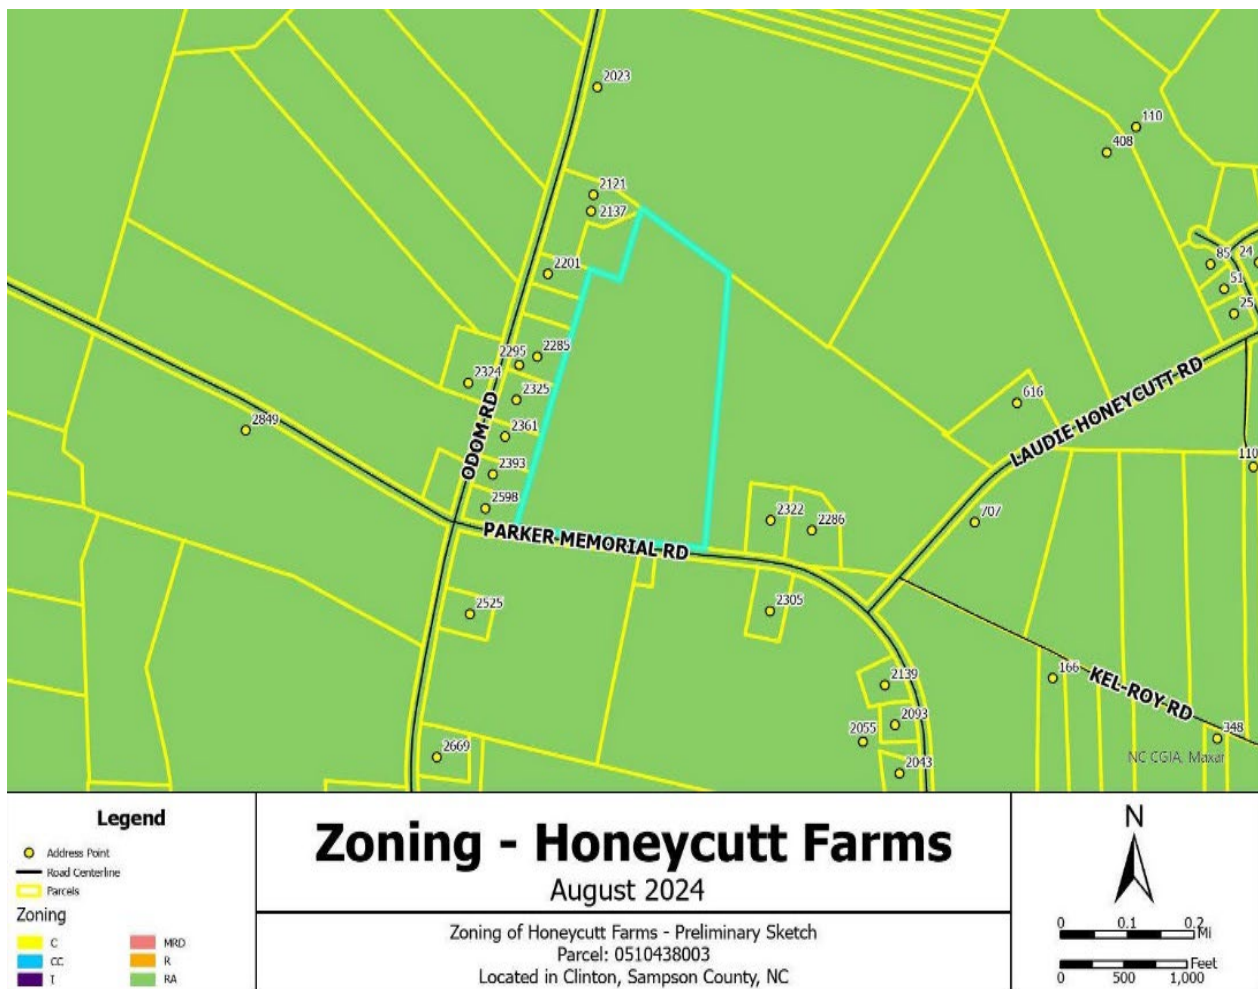 2023
110
408
2121
2137
2201
85
24
51
25
2295
2285
2324
2325
616
LAUDIE HONEYCUTT RD
2849
ODOM RD
2361
2393
110
2598
2322
2286
707
PARKER MEMORIAL RD
2525
2305
2139
166
KEL-ROY RD
2093
2055
348
2669
2043
NC CGIA, Maxar
Legend
Address Point
Road Centerline
Parcels
Zoning
C
CC
I
MRD
R
RA
Zoning - Honeycutt Farms
August 2024
Zoning of Honeycutt Farms - Preliminary Sketch
Parcel: 0510438003
Located in Clinton, Sampson County, NC
N
0 0.1 0.2
Mi
Feet
0 500 1,000